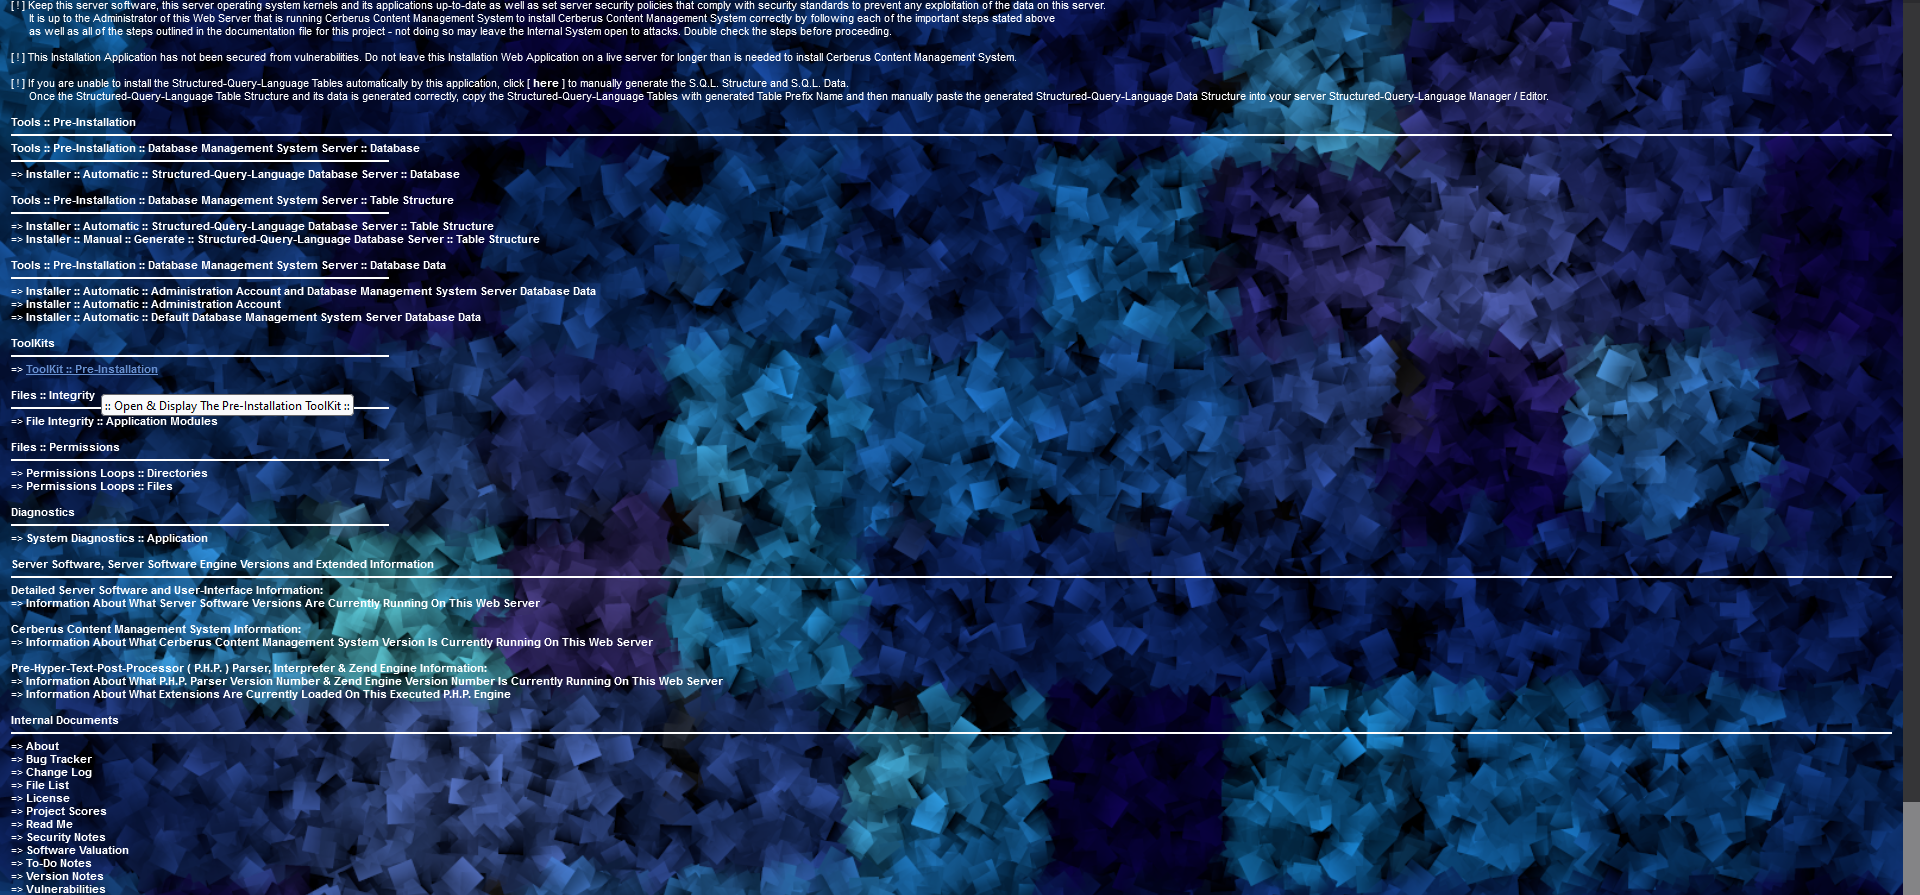 [ ! ] Keep this server software, this server operating system kernels and its applications up-to-date as well as set server security policies that comply with security standards to prevent any exploitation of the data on this server.
It is up to the Administrator of this Web Server that is running Cerberus Content Management System to install Cerberus Content Management System correctly by following each of the important steps stated above
as well as all of the steps outlined in the documentation file for this project - not doing so may leave the Internal System open to attacks. Double check the steps before proceeding.
[ ! ] This Installation Application has not been secured from vulnerabilities. Do not leave this Installation Web Application on a live server for longer than is needed to install Cerberus Content Management System.
[ ! ] If you are unable to install the Structured-Query-Language Tables automatically by this application, click [ here ] to manually generate the S.Q.L. Structure and S.Q.L. Data.
Once the Structured-Query-Language Table Structure and its data is generated correctly, copy the Structured-Query-Language Tables with generated Table Prefix Name and then manually paste the generated Structured-Query-Language Data Structure into your server Structured-Query-Language Manager / Editor.
Tools :: Pre-Installation
Tools :: Pre-Installation :: Database Management System Server :: Database
=> Installer :: Automatic :: Structured-Query-Language Database Server :: Database
Tools :: Pre-Installation :: Database Management System Server :: Table Structure
=> Installer :: Automatic :: Structured-Query-Language Database Server :: Table Structure
=> Installer :: Manual :: Generate :: Structured-Query-Language Database Server :: Table Structure
Tools :: Pre-Installation :: Database Management System Server :: Database Data
=> Installer :: Automatic :: Administration Account and Database Management System Server Database Data
=> Installer :: Automatic :: Administration Account
=> Installer :: Automatic :: Default Database Management System Server Database Data
ToolKits
=> ToolKit :: Pre-Installation
Files :: Integrity
:: Open & Display The Pre-Installation ToolKit ::
=> File Integrity :: Application Modules
Files :: Permissions
=> Permissions Loops :: Directories
=> Permissions Loops :: Files
Diagnostics
=> System Diagnostics :: Application
Server Software, Server Software Engine Versions and Extended Information
Detailed Server Software and User-Interface Information:
=> Information About What Server Software Versions Are Currently Running On This Web Server
Cerberus Content Management System Information:
=> Information About What Cerberus Content Management System Version Is Currently Running On This Web Server
Pre-Hyper-Text-Post-Processor ( P.H.P. ) Parser, Interpreter & Zend Engine Information:
=> Information About What P.H.P. Parser Version Number & Zend Engine Version Number Is Currently Running On This Web Server
=> Information About What Extensions Are Currently Loaded On This Executed P.H.P. Engine
Internal Documents
=> About
=> Bug Tracker
=> Change Log
=> File List
=> License
=> Project Scores
=> Read Me
=> Security Notes
=> Software Valuation
=> To-Do Notes
=> Version Notes
=> Vulnerabilities